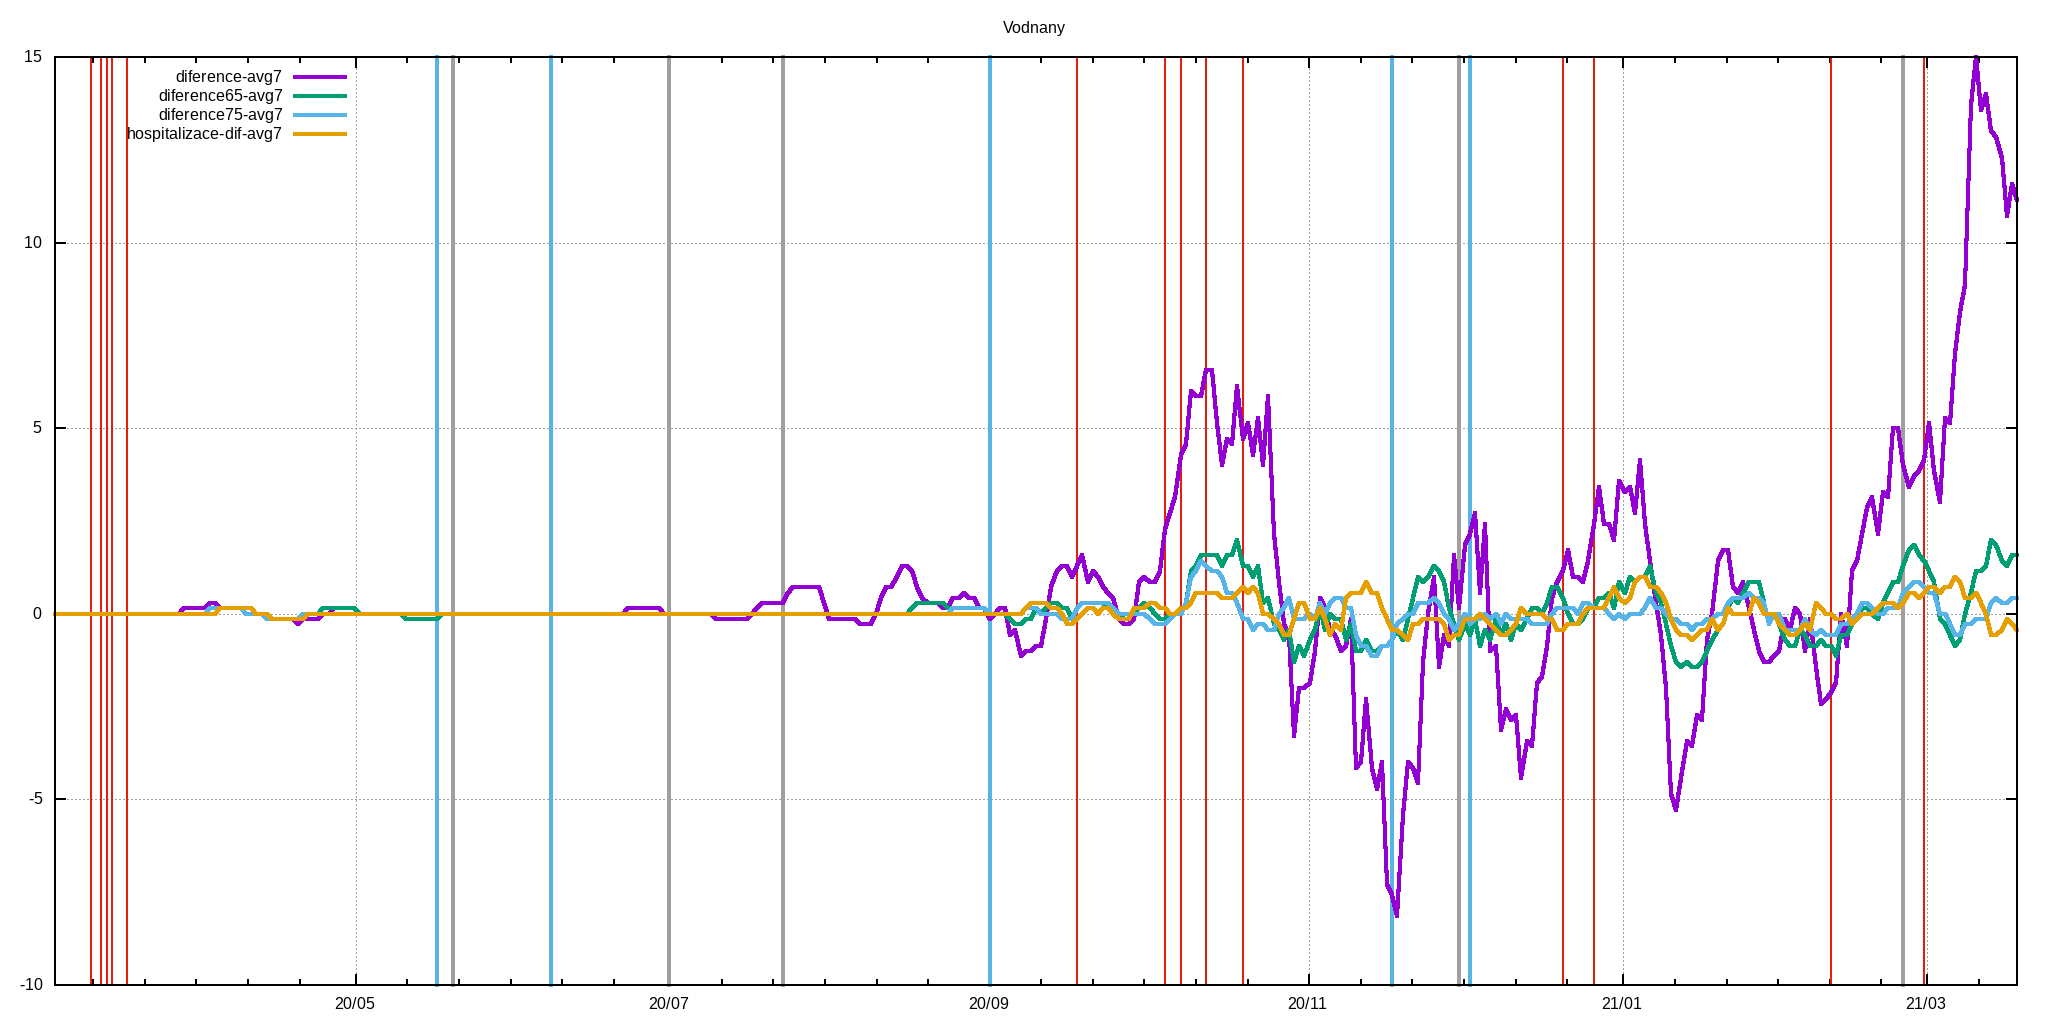 Vodnany
15
diference-avg7
diference65-avg7
diference75-avg7
hospitalizace-dif-avg7
10
5
0
-5
-10
20/05 20/07 20/09 20/11 21/01 21/03